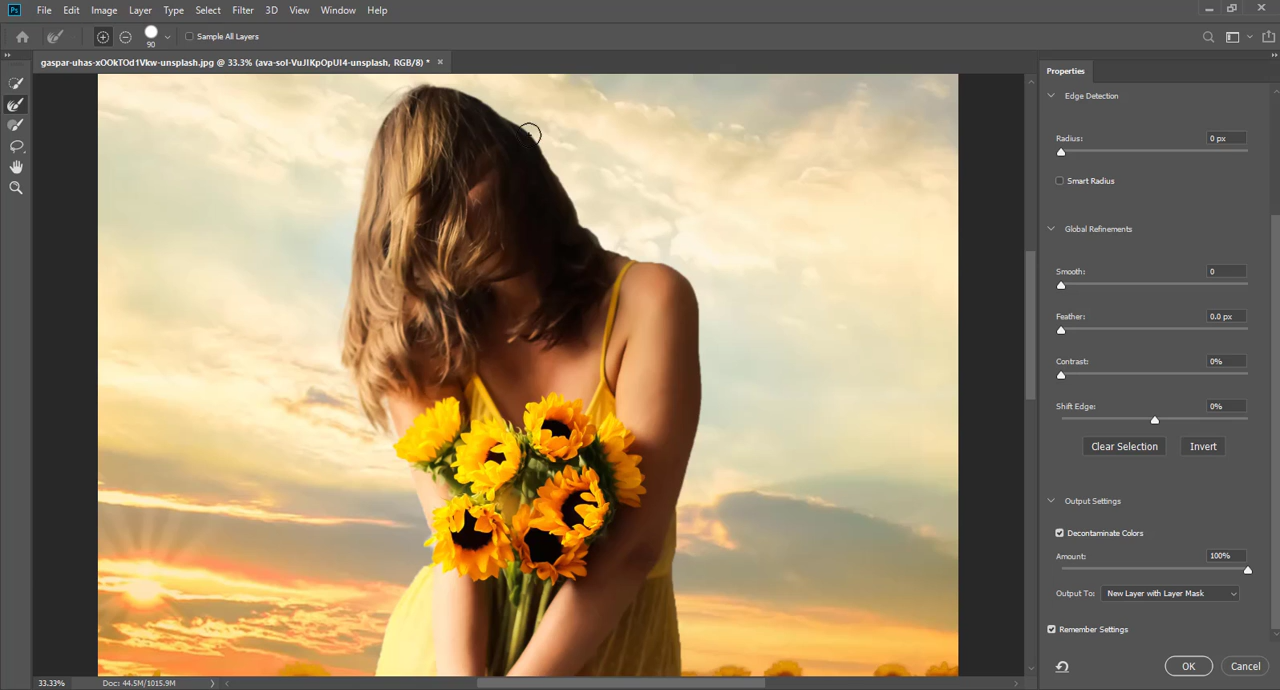 Ps File Edit Image Layer Type Select Filter 3D View Window Help
90 Sample All Layers
gaspar-uhas-xOOkTOd1Vkw-unsplash.jpg @ 33.3% (ava-sol-VuJIKpOpUI4-unsplash, RGB/8) *
Properties
Edge Detection
Radius: 0 px
Smart Radius
Global Refinements
Smooth: 0
Feather: 0.0 px
Contrast: 0%
Shift Edge: 0%
Clear Selection Invert
Output Settings
Decontaminate Colors
Amount: 100%
Output To: New Layer with Layer Mask
Remember Settings
OK Cancel
33.33% Doc: 44.5M/1015.9M